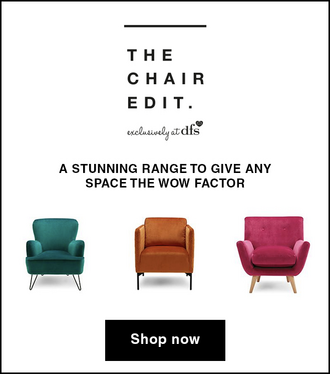 THE
CHAIR
EDIT.
exclusively at dfs
A STUNNING RANGE TO GIVE ANY
SPACE THE WOW FACTOR
Shop now